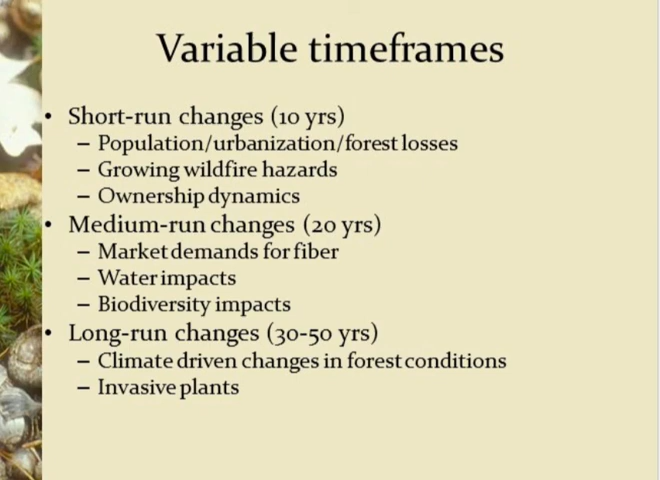 Variable timeframes
• Short-run changes (10 yrs)
– Population/urbanization/forest losses
– Growing wildfire hazards
– Ownership dynamics
• Medium-run changes (20 yrs)
– Market demands for fiber
– Water impacts
– Biodiversity impacts
• Long-run changes (30-50 yrs)
– Climate driven changes in forest conditions
– Invasive plants